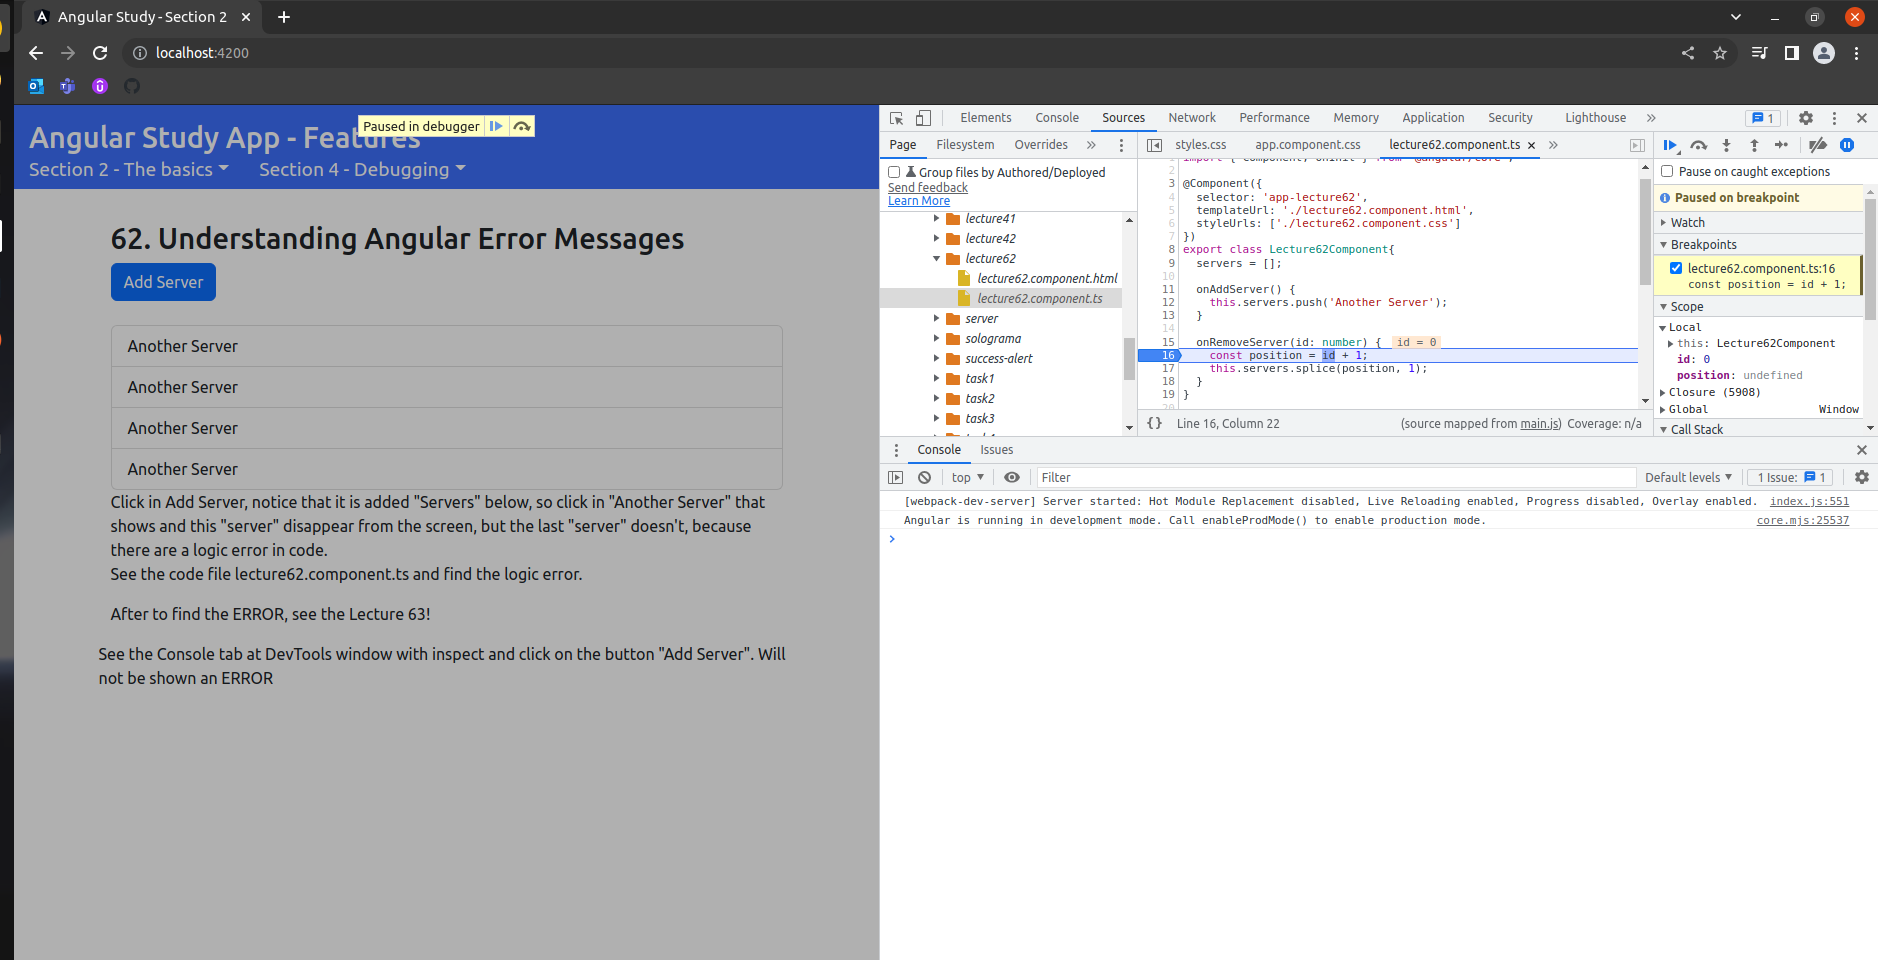 Angular Study - Section 2
localhost:4200
Angular Study App - Features
Paused in debugger
Section 2 - The basics
Section 4 - Debugging
62. Understanding Angular Error Messages
Add Server
Another Server
Another Server
Another Server
Another Server
Click in Add Server, notice that it is added "Servers" below, so click in "Another Server" that
shows and this "server" disappear from the screen, but the last "server" doesn't, because
there are a logic error in code.
See the code file lecture62.component.ts and find the logic error.
After to find the ERROR, see the Lecture 63!
See the Console tab at DevTools window with inspect and click on the button "Add Server". Will
not be shown an ERROR
Elements Console Sources Network Performance Memory Application Security Lighthouse » 1
Page Filesystem Overrides »
Group files by Authored/Deployed
Send feedback
Learn More
lecture41
lecture42
lecture62
lecture62.component.html
lecture62.component.ts
server
solograma
success-alert
task1
task2
task3
styles.css app.component.css lecture62.component.ts × »
2
3 @Component({
4 selector: 'app-lecture62',
5 templateUrl: './lecture62.component.html',
6 styleUrls: ['./lecture62.component.css']
7 })
8 export class Lecture62Component{
9 servers = [];
10
11 onAddServer() {
12 this.servers.push('Another Server');
13 }
14
15 onRemoveServer(id: number) { id = 0
16 const position = id + 1;
17 this.servers.splice(position, 1);
18 }
19 }
{} Line 16, Column 22 (source mapped from main.js) Coverage: n/a
Pause on caught exceptions
Paused on breakpoint
Watch
Breakpoints
lecture62.component.ts:16
const position = id + 1;
Scope
Local
this: Lecture62Component
id: 0
position: undefined
Closure (5908)
Global Window
Call Stack
Console Issues
top Filter Default levels 1 Issue: 1
[webpack-dev-server] Server started: Hot Module Replacement disabled, Live Reloading enabled, Progress disabled, Overlay enabled. index.js:551
Angular is running in development mode. Call enableProdMode() to enable production mode. core.mjs:25537